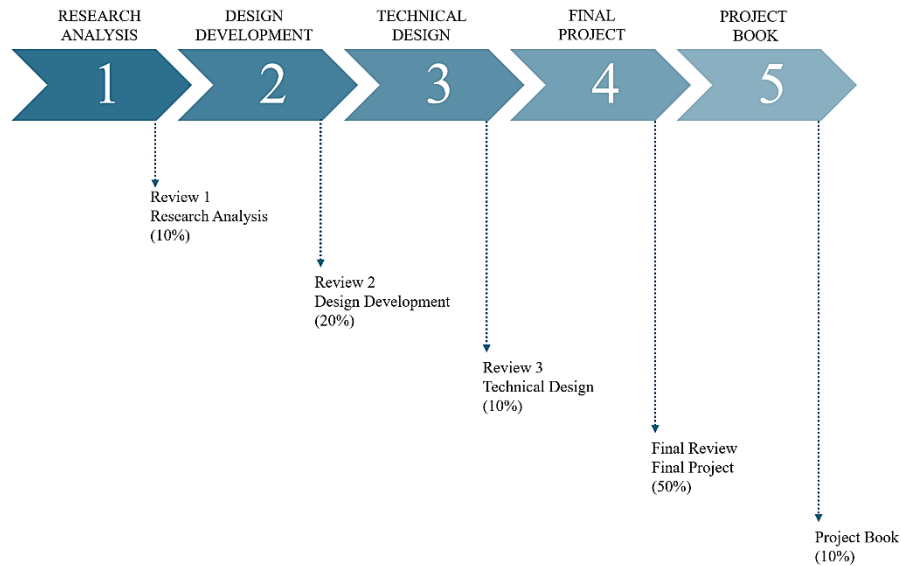 RESEARCH
ANALYSIS
DESIGN
DEVELOPMENT
TECHNICAL
DESIGN
FINAL
PROJECT
PROJECT
BOOK
1
2
3
4
5
Review 1
Research Analysis
(10%)
Review 2
Design Development
(20%)
Review 3
Technical Design
(10%)
Final Review
Final Project
(50%)
Project Book
(10%)